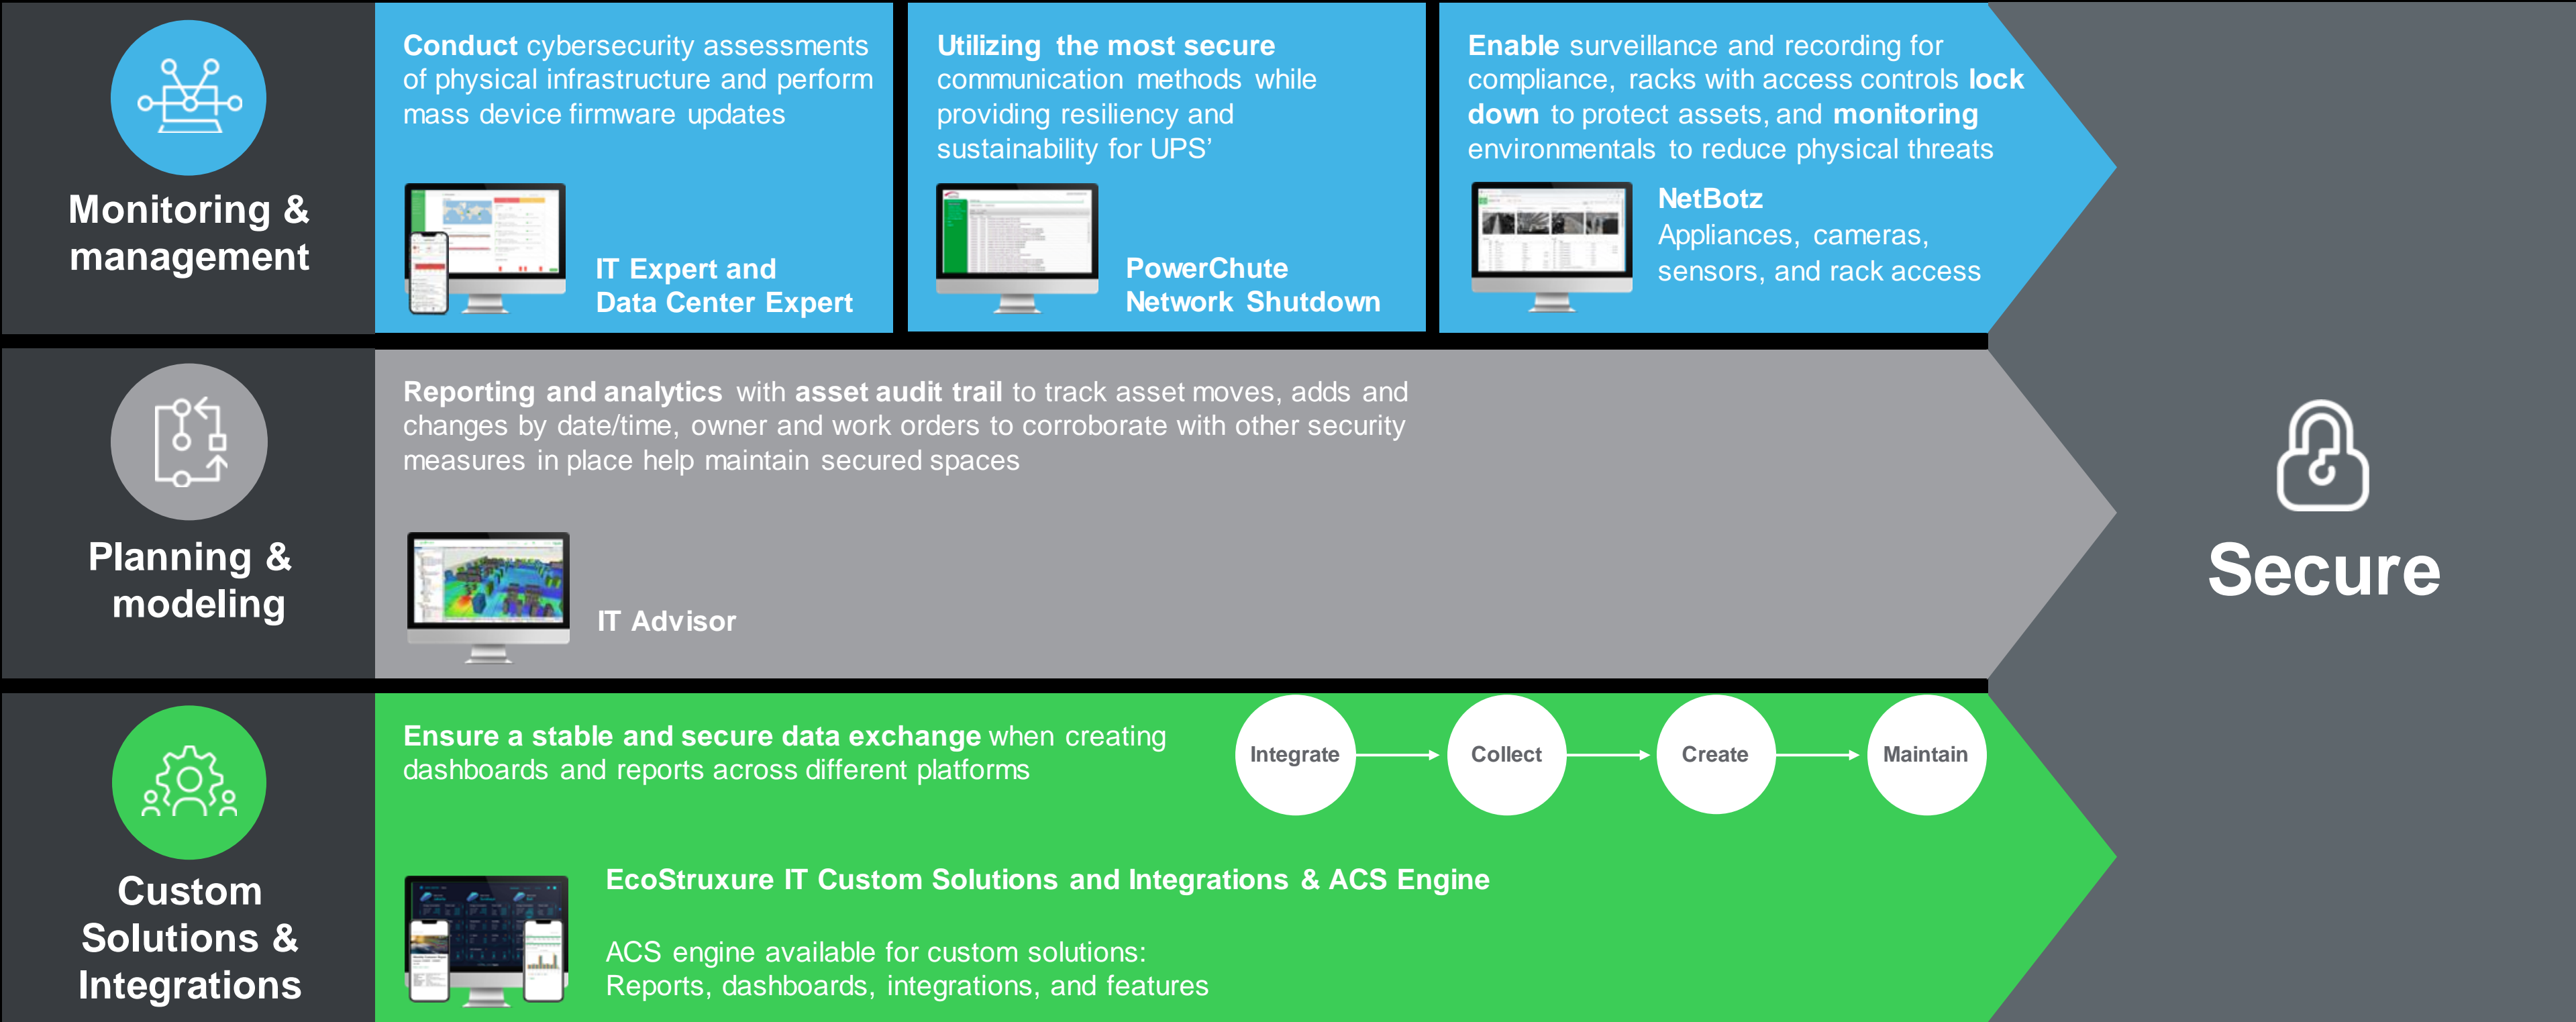 Monitoring &
management
Conduct cybersecurity assessments
of physical infrastructure and perform
mass device firmware updates
IT Expert and
Data Center Expert
Utilizing the most secure
communication methods while
providing resiliency and
sustainability for UPS’
PowerChute
Network Shutdown
Enable surveillance and recording for
compliance, racks with access controls lock
down to protect assets, and monitoring
environmentals to reduce physical threats
NetBotz
Appliances, cameras,
sensors, and rack access
Planning &
modeling
Reporting and analytics with asset audit trail to track asset moves, adds and
changes by date/time, owner and work orders to corroborate with other security
measures in place help maintain secured spaces
IT Advisor
Custom
Solutions &
Integrations
Ensure a stable and secure data exchange when creating
dashboards and reports across different platforms
Integrate
Collect
Create
Maintain
EcoStruxure IT Custom Solutions and Integrations & ACS Engine
ACS engine available for custom solutions:
Reports, dashboards, integrations, and features
Secure